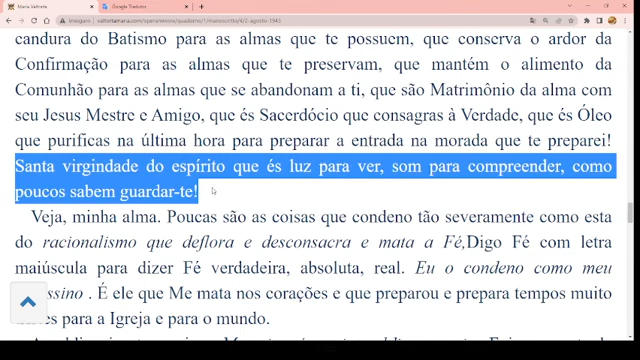 Maria Valtorta
Google Tradutor
Inseguro | valtortamaria.com/operaminore/quaderno/1/manoscritto/4/2-agosto-1943
candura do Batismo para as almas que te possuem, que conserva o ardor da
Confirmação para as almas que te preservam, que mantém o alimento da
Comunhão para as almas que se abandonam a ti, que são Matrimônio da alma com
seu Jesus Mestre e Amigo, que és Sacerdócio que consagras à Verdade, que és Óleo
que purificas na última hora para preparar a entrada na morada que te preparei!
Santa virgindade do espírito que és luz para ver, som para compreender, como
poucos sabem guardar-te!
Veja, minha alma. Poucas são as coisas que condeno tão severamente como esta
do racionalismo que deflora e desconsacra e mata a Fé,Digo Fé com letra
maiúscula para dizer Fé verdadeira, absoluta, real. Eu o condeno como meu
ssino . É ele que Me mata nos corações e que preparou e prepara tempos muito
para a Igreja e para o mundo.